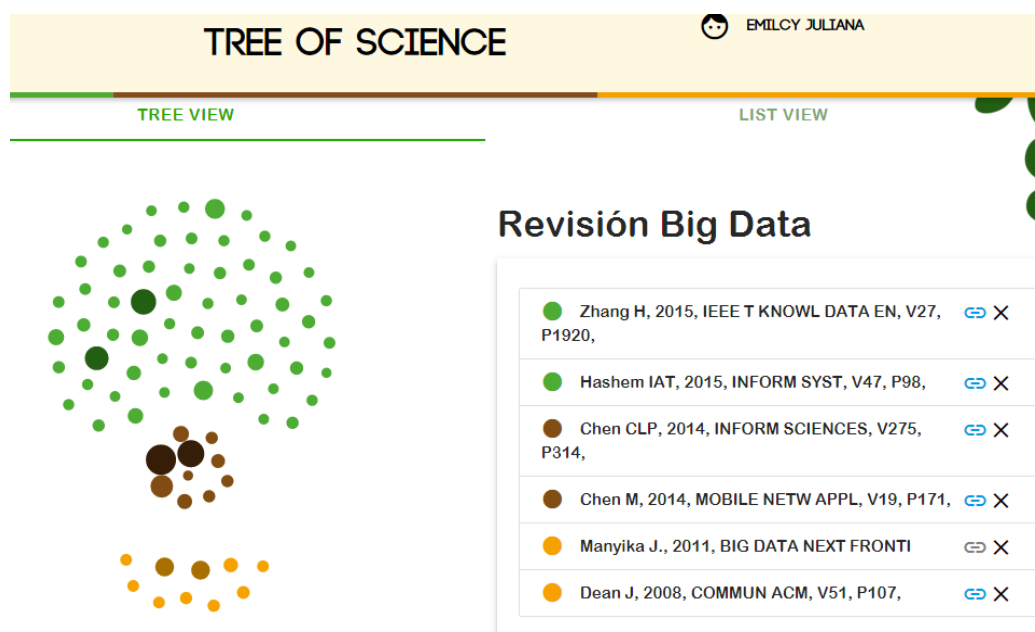 TREE OF SCIENCE
EMILCY JULIANA
TREE VIEW
LIST VIEW
Revisión Big Data
Zhang H, 2015, IEEE T KNOWL DATA EN, V27,
P1920,
Hashem IAT, 2015, INFORM SYST, V47, P98,
Chen CLP, 2014, INFORM SCIENCES, V275,
P314,
Chen M, 2014, MOBILE NETW APPL, V19, P171,
Manyika J., 2011, BIG DATA NEXT FRONTI
Dean J, 2008, COMMUN ACM, V51, P107,